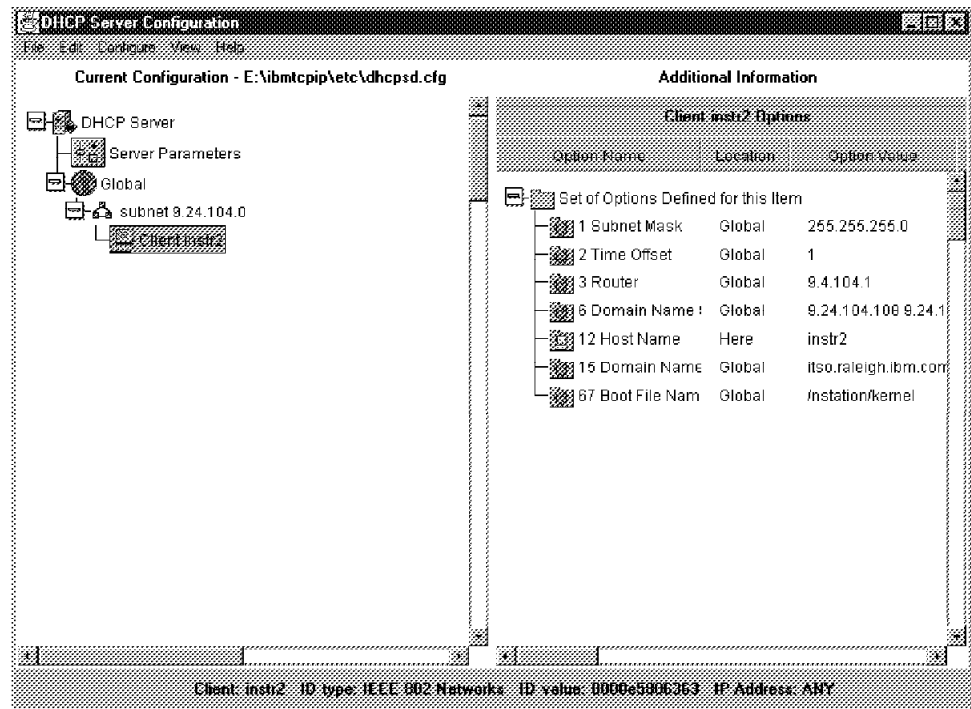 DHCP Server Configuration
File Edit Configure View Help
Current Configuration - E:\ibmtcpip\etc\dhcpsd.cfg
Additional Information
DHCP Server
Server Parameters
Global
subnet 9.24.104.0
Client instr2
Client instr2 Options
Option Name Location Option Value
Set of Options Defined for this Item
1 Subnet Mask Global 255.255.255.0
2 Time Offset Global 1
3 Router Global 9.4.104.1
6 Domain Name Global 9.24.104.108 9.24.1
12 Host Name Here instr2
15 Domain Name Global itso.raleigh.ibm.com
67 Boot File Nam Global /nstation/kernel
Client: instr2 ID type: IEEE 802 Networks ID value: 0000e5806363 IP Address: ANY